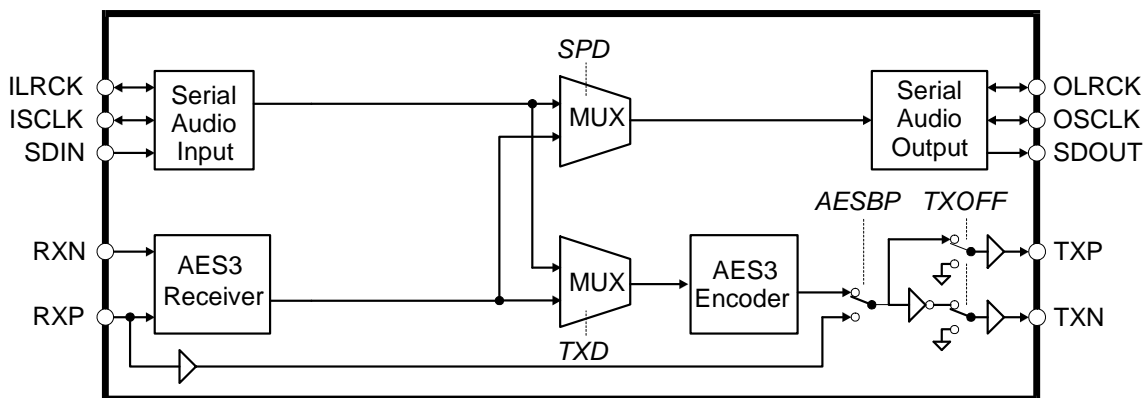 SPD
ILRCK
ISCLK
SDIN
Serial
Audio
Input
MUX
Serial
Audio
Output
OLRCK
OSCLK
SDOUT
AESBP
TXOFF
RXN
RXP
AES3
Receiver
MUX
AES3
Encoder
TXP
TXN
TXD